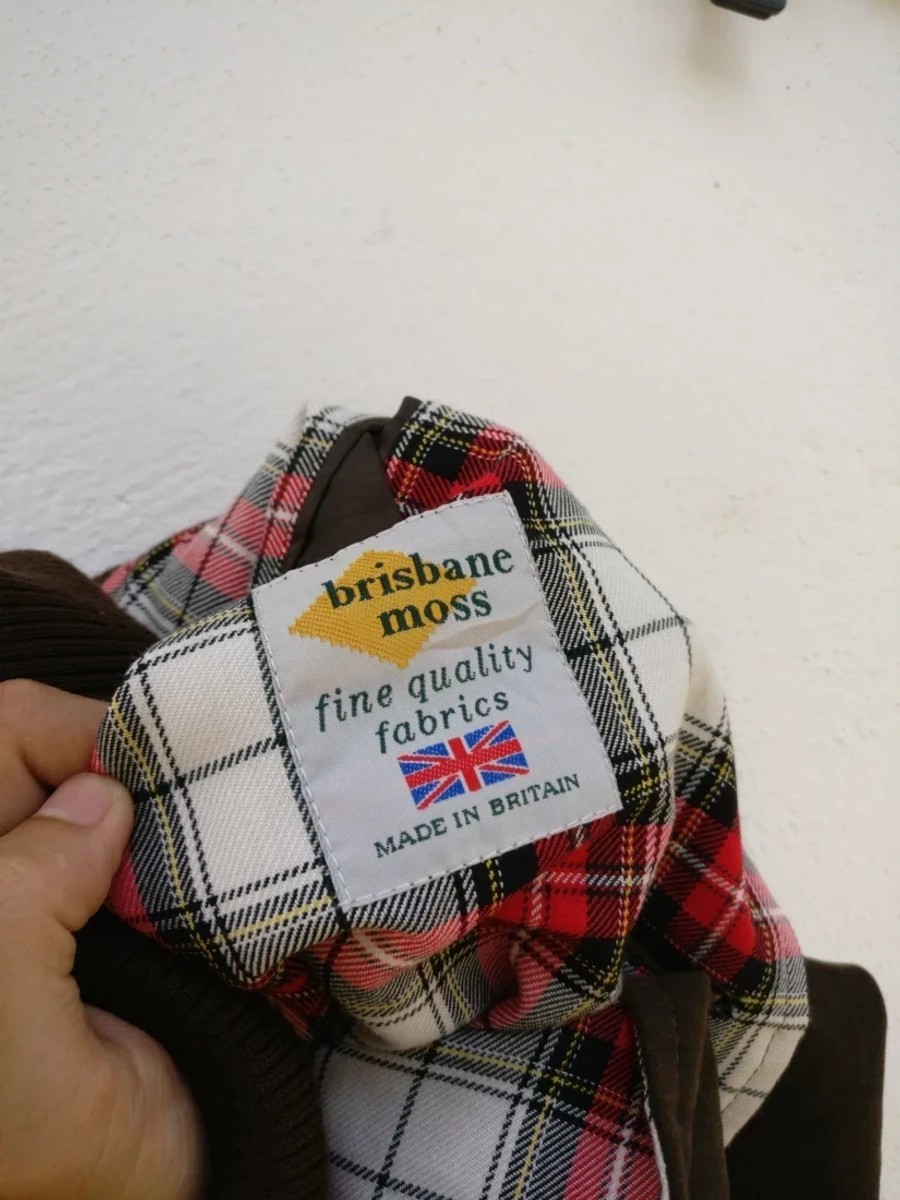 brisbane
moss
fine quality
fabrics
MADE IN BRITAIN